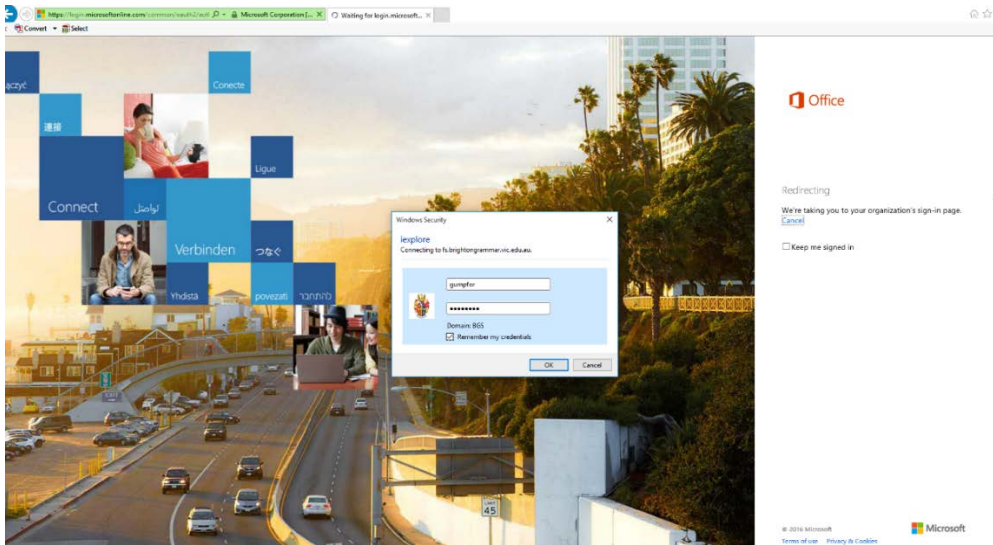 https://login.microsoftonline.com/common/oauth2/aut
Microsoft Corporation [...
Waiting for login.microsoft...
Convert
Select
ączyć
Conecte
連接
Ligue
Connect
Verbinden
つなぐ
Yhdistä
povezati
להתחבר
Windows Security
iexplore
Connecting to fs.brightongrammar.vic.edu.au.
gumpfer
Domain: BGS
Remember my credentials
OK
Cancel
45
Office
Redirecting
We're taking you to your organization's sign-in page.
Cancel
Keep me signed in
© 2016 Microsoft
Terms of use
Privacy & Cookies
Microsoft